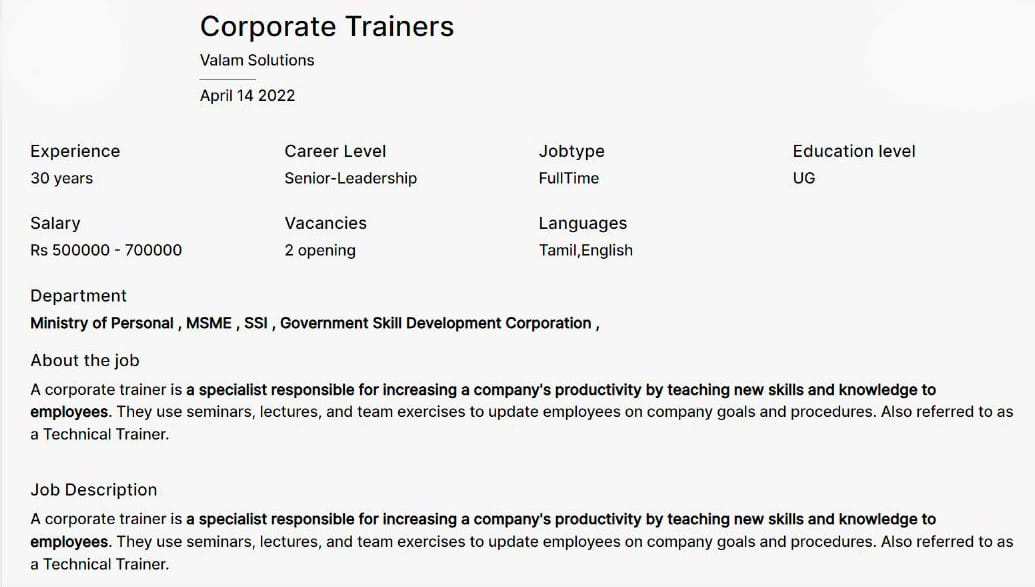 Corporate Trainers
Valam Solutions
April 14 2022
Experience
30 years
Career Level
Senior-Leadership
Jobtype
FullTime
Education level
UG
Salary
Rs 500000 - 700000
Vacancies
2 opening
Languages
Tamil,English
Department
Ministry of Personal , MSME , SSI , Government Skill Development Corporation ,
About the job
A corporate trainer is a specialist responsible for increasing a company's productivity by teaching new skills and knowledge to
employees. They use seminars, lectures, and team exercises to update employees on company goals and procedures. Also referred to as
a Technical Trainer.
Job Description
A corporate trainer is a specialist responsible for increasing a company's productivity by teaching new skills and knowledge to
employees. They use seminars, lectures, and team exercises to update employees on company goals and procedures. Also referred to as
a Technical Trainer.